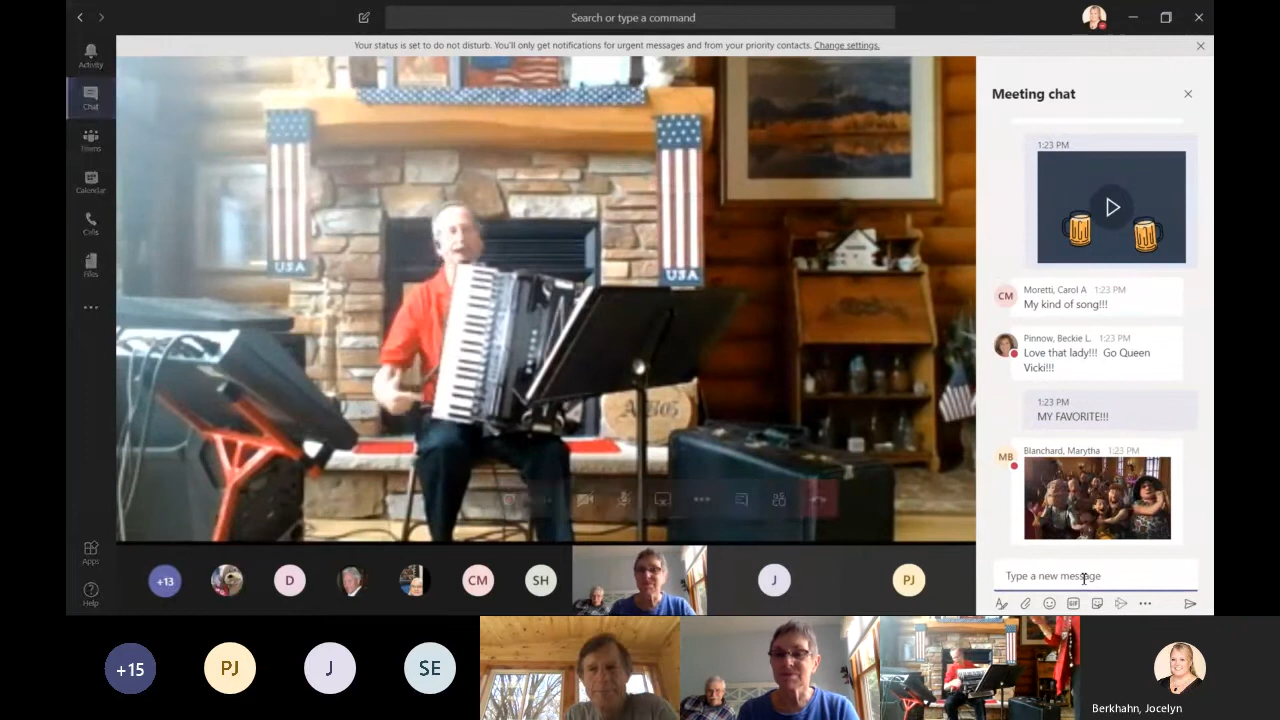 Search or type a command
Your status is set to do not disturb. You'll only get notifications for urgent messages and from your priority contacts. Change settings.
Activity
Chat
Teams
Calendar
Calls
Files
Apps
Help
USA
USA
Meeting chat
1:23 PM
CM
Moretti, Carol A 1:23 PM
My kind of song!!!
Pinnow, Beckie L. 1:23 PM
Love that lady!!! Go Queen
Vicki!!!
1:23 PM
MY FAVORITE!!!
MB
Blanchard, Marytha 1:23 PM
Type a new message
GIF
+13
D
CM
SH
J
PJ
+15
PJ
J
SE
Berkhahn, Jocelyn